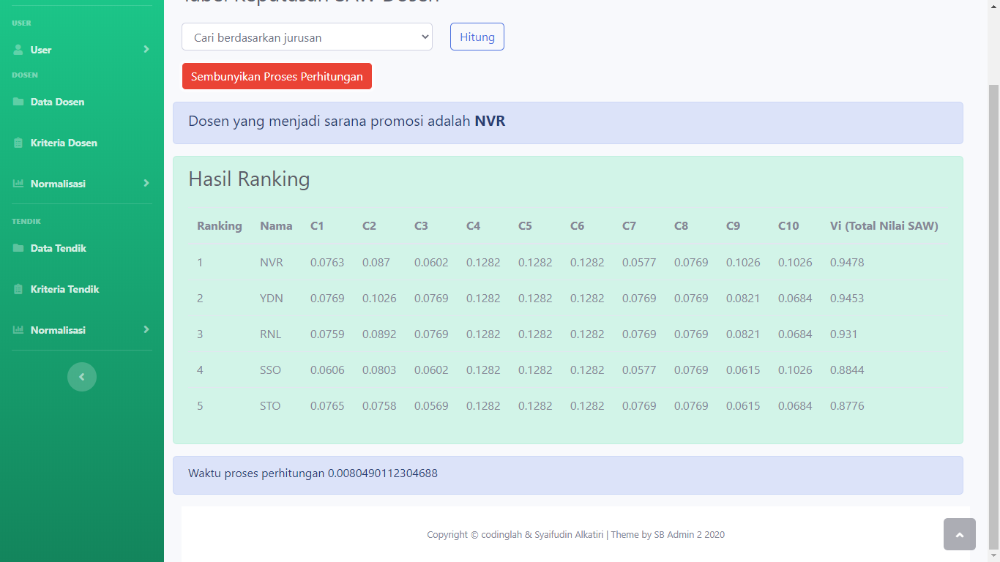 Tabel Keputusan SAW Dosen
USER
User
DOSEN
Data Dosen
Kriteria Dosen
Normalisasi
TENDIK
Data Tendik
Kriteria Tendik
Normalisasi
Cari berdasarkan jurusan
Hitung
Sembunyikan Proses Perhitungan
Dosen yang menjadi sarana promosi adalah NVR
Hasil Ranking
Ranking Nama C1 C2 C3 C4 C5 C6 C7 C8 C9 C10 Vi (Total Nilai SAW)
1 NVR 0.0763 0.087 0.0602 0.1282 0.1282 0.1282 0.0577 0.0769 0.1026 0.1026 0.9478
2 YDN 0.0769 0.1026 0.0769 0.1282 0.1282 0.1282 0.0769 0.0769 0.0821 0.0684 0.9453
3 RNL 0.0759 0.0892 0.0769 0.1282 0.1282 0.1282 0.0769 0.0769 0.0821 0.0684 0.931
4 SSO 0.0606 0.0803 0.0602 0.1282 0.1282 0.1282 0.0577 0.0769 0.0615 0.1026 0.8844
5 STO 0.0765 0.0758 0.0569 0.1282 0.1282 0.1282 0.0769 0.0769 0.0615 0.0684 0.8776
Waktu proses perhitungan 0.0080490112304688
Copyright © codinglah & Syaifudin Alkatiri | Theme by SB Admin 2 2020